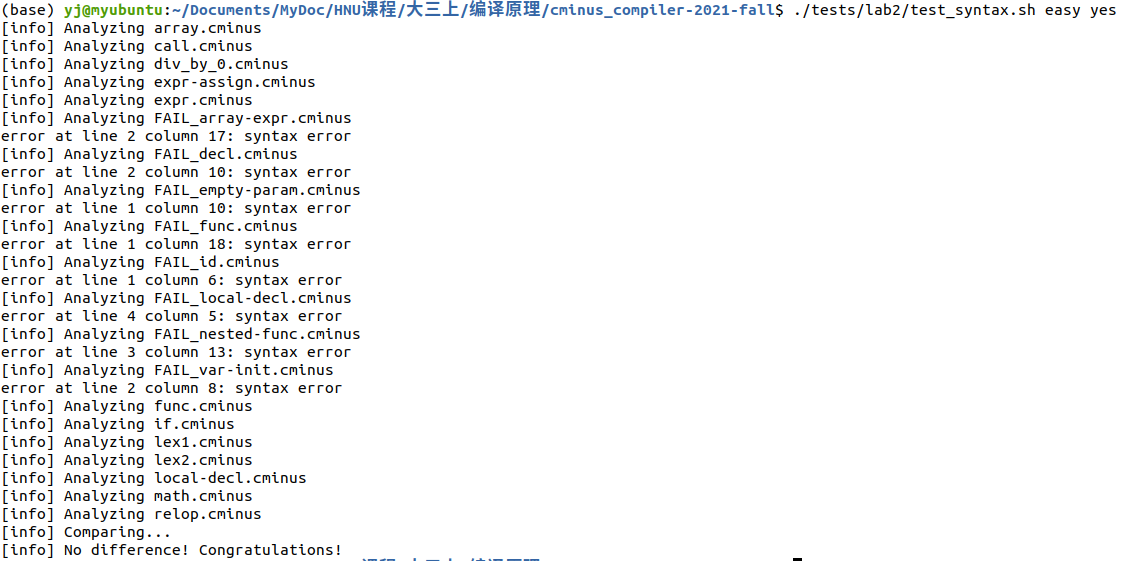 (base) yj@myubuntu:~/Documents/MyDoc/HNU课程/大三上/编译原理/cminus_compiler-2021-fall$ ./tests/lab2/test_syntax.sh easy yes
[info] Analyzing array.cminus
[info] Analyzing call.cminus
[info] Analyzing div_by_0.cminus
[info] Analyzing expr-assign.cminus
[info] Analyzing expr.cminus
[info] Analyzing FAIL_array-expr.cminus
error at line 2 column 17: syntax error
[info] Analyzing FAIL_decl.cminus
error at line 2 column 10: syntax error
[info] Analyzing FAIL_empty-param.cminus
error at line 1 column 10: syntax error
[info] Analyzing FAIL_func.cminus
error at line 1 column 18: syntax error
[info] Analyzing FAIL_id.cminus
error at line 1 column 6: syntax error
[info] Analyzing FAIL_local-decl.cminus
error at line 4 column 5: syntax error
[info] Analyzing FAIL_nested-func.cminus
error at line 3 column 13: syntax error
[info] Analyzing FAIL_var-init.cminus
error at line 2 column 8: syntax error
[info] Analyzing func.cminus
[info] Analyzing if.cminus
[info] Analyzing lex1.cminus
[info] Analyzing lex2.cminus
[info] Analyzing local-decl.cminus
[info] Analyzing math.cminus
[info] Analyzing relop.cminus
[info] Comparing...
[info] No difference! Congratulations!